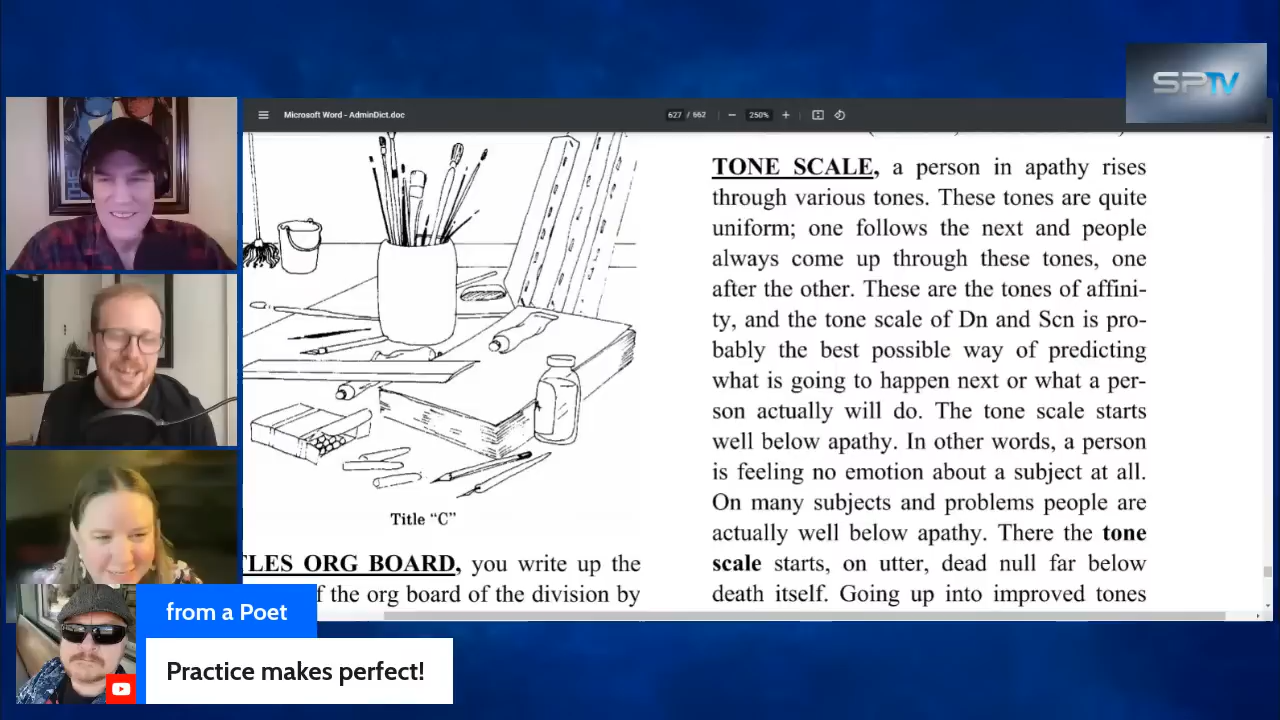 SPTV
Microsoft Word - AdminDict.doc
627 / 662
250%
Title "C"
TLES ORG BOARD, you write up the
f the org board of the division by
TONE SCALE, a person in apathy rises
through various tones. These tones are quite
uniform; one follows the next and people
always come up through these tones, one
after the other. These are the tones of affini-
ty, and the tone scale of Dn and Scn is pro-
bably the best possible way of predicting
what is going to happen next or what a per-
son actually will do. The tone scale starts
well below apathy. In other words, a person
is feeling no emotion about a subject at all.
On many subjects and problems people are
actually well below apathy. There the tone
scale starts, on utter, dead null far below
death itself. Going up into improved tones
from a Poet
Practice makes perfect!